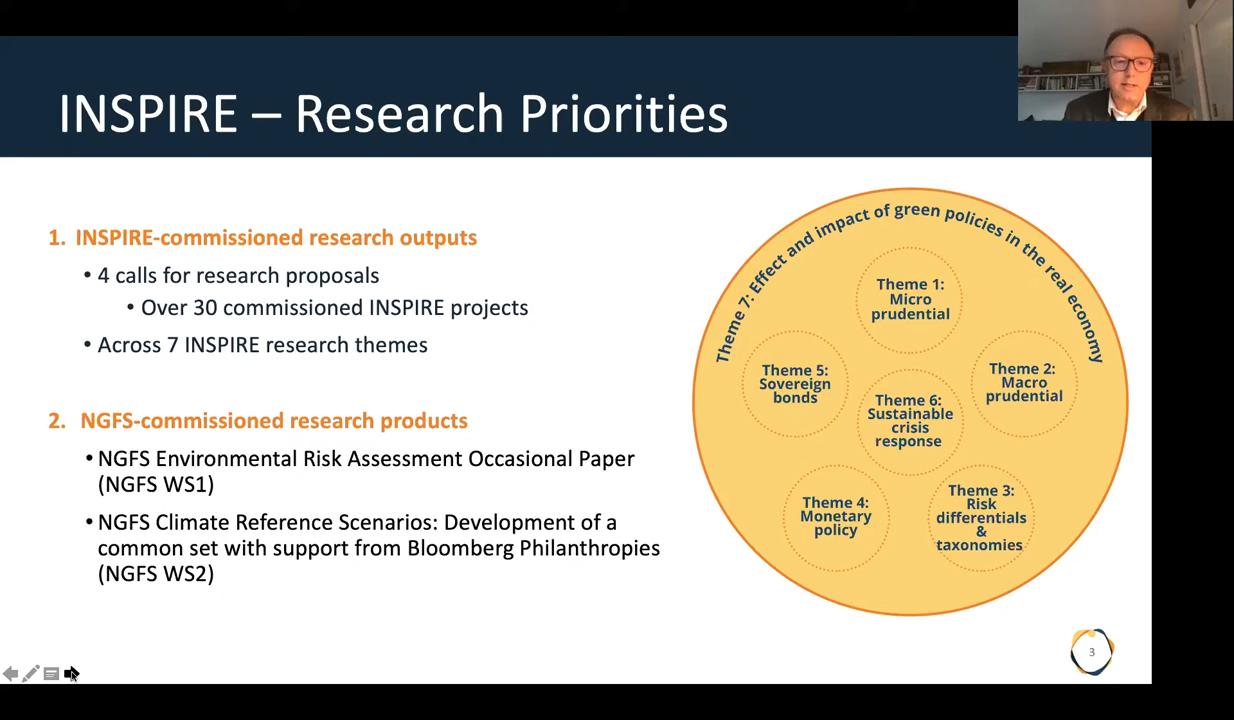 INSPIRE – Research Priorities
1. INSPIRE-commissioned research outputs
• 4 calls for research proposals
• Over 30 commissioned INSPIRE projects
• Across 7 INSPIRE research themes
2. NGFS-commissioned research products
• NGFS Environmental Risk Assessment Occasional Paper
(NGFS WS1)
• NGFS Climate Reference Scenarios: Development of a
common set with support from Bloomberg Philanthropies
(NGFS WS2)
Theme 7: Effect and impact of green policies in the real economy
Theme 1:
Micro
prudential
Theme 5:
Sovereign
bonds
Theme 2:
Macro
prudential
Theme 6:
Sustainable
crisis
response
Theme 4:
Monetary
policy
Theme 3:
Risk
differentials
&
taxonomies
3